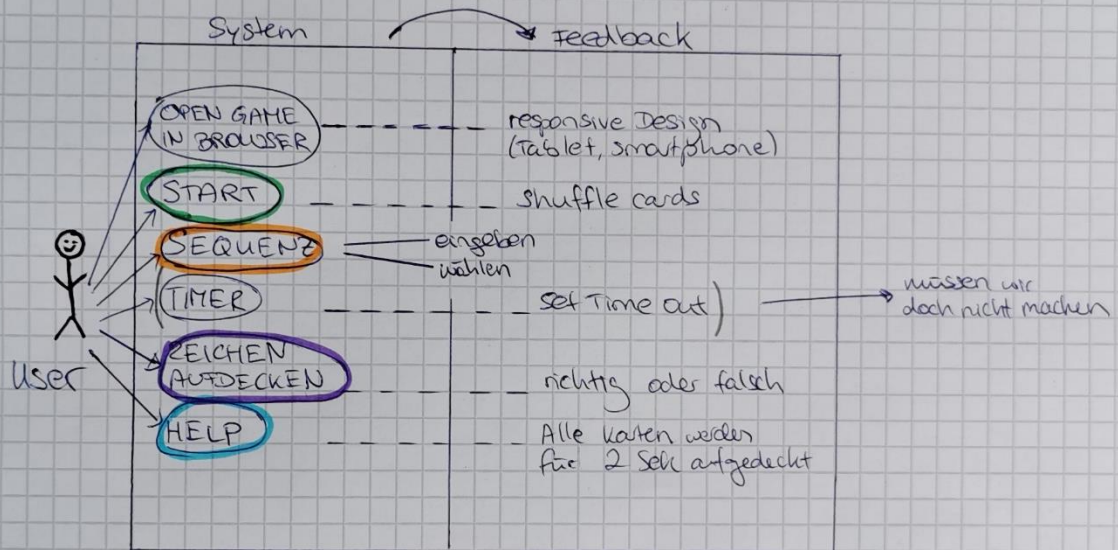 System
Feedback
OPEN GAME
IN BROWSER
responsive Design
(Tablet, smartphone)
START
shuffle cards
SEQUENZ
eingeben
wählen
TIMER
set Time out)
müssen wir
doch nicht machen
User
ZEICHEN
AUFDECKEN
richtig oder falsch
HELP
Alle Karten werden
für 2 Sek aufgedeckt